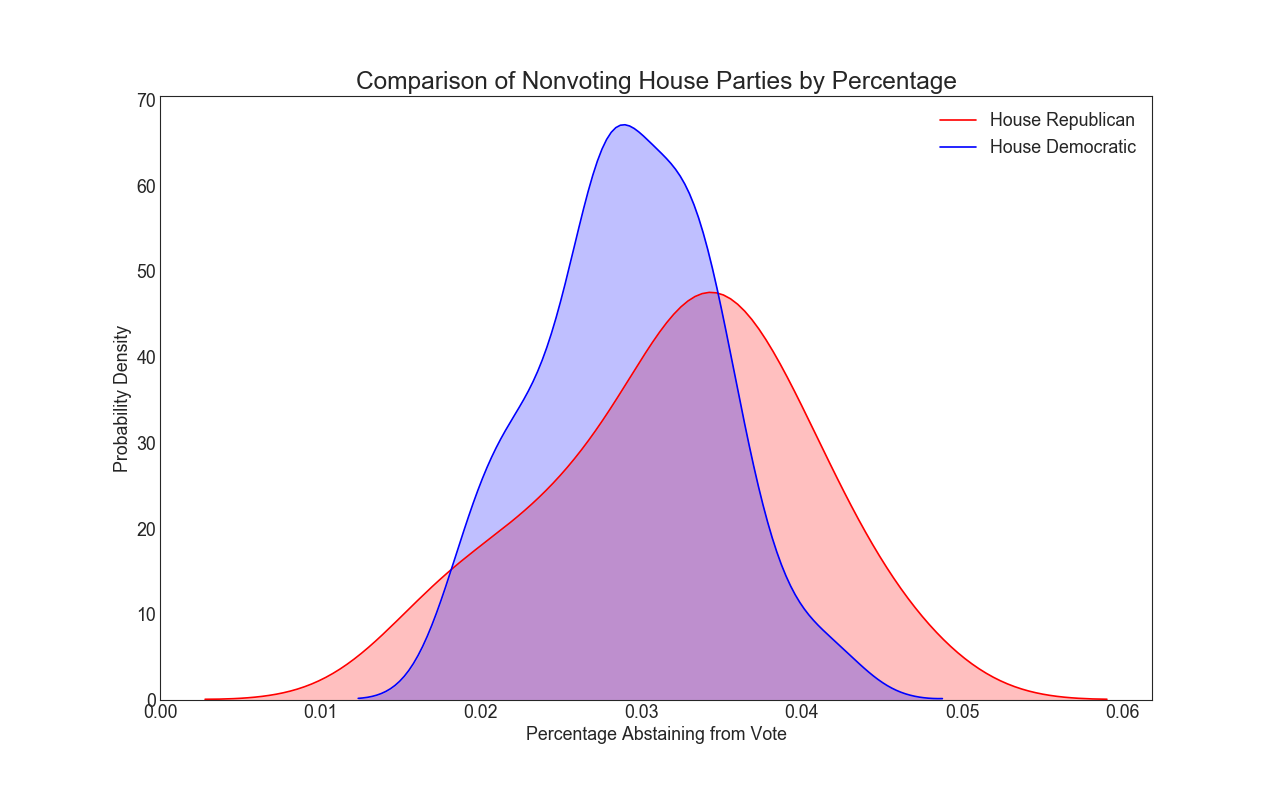 Comparison of Nonvoting House Parties by Percentage
House Republican
House Democratic
70
60
50
40
30
20
10
0
Probability Density
0.00 0.01 0.02 0.03 0.04 0.05 0.06
Percentage Abstaining from Vote